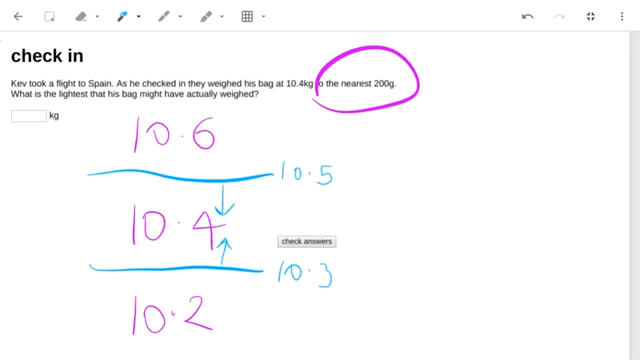 check in
Kev took a flight to Spain. As he checked in they weighed his bag at 10.4kg to the nearest 200g.
What is the lightest that his bag might have actually weighed?
kg
10.6
10.5
10.4
check answers
10.3
10.2